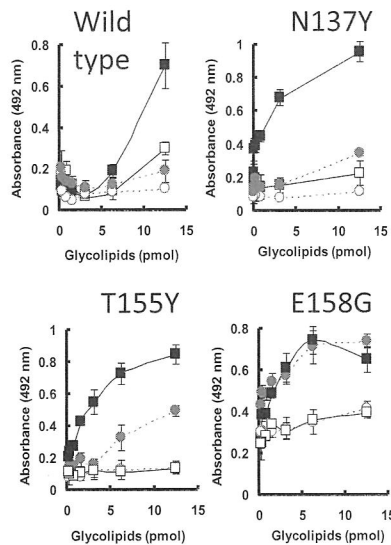 Wild
type
Absorbance (492 nm)
0.8
0.6
0.4
0.2
0
0 5 10 15
Glycolipids (pmol)
N137Y
Absorbance (492 nm)
1
0.8
0.6
0.4
0.2
0
0 5 10 15
Glycolipids (pmol)
T155Y
Absorbance (492 nm)
1
0.8
0.6
0.4
0.2
0
0 5 10 15
Glycolipids (pmol)
E158G
Absorbance (492 nm)
0.8
0.6
0.4
0.2
0
0 5 10 15
Glycolipids (pmol)